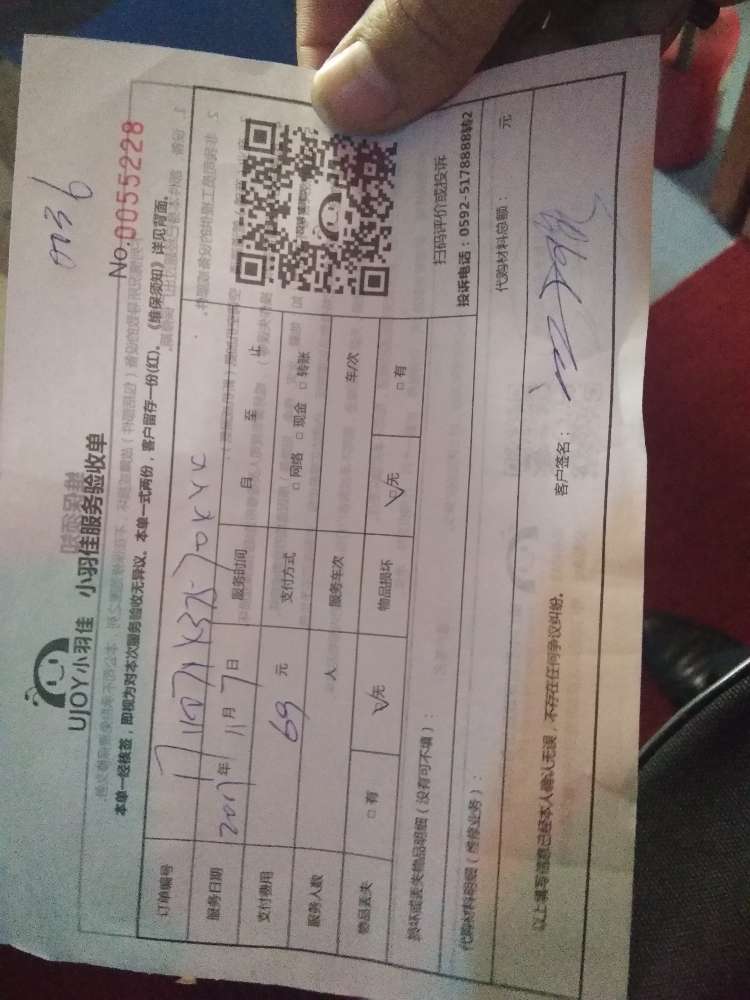 0036
UJOY小羽佳 小羽佳服务验收单
No.0055228
本单一经核签，即视为对本次服务验收无异议。本单一式两份，客户留存一份(红)。《维保须知》详见背面。
订单编号
服务日期 年 11月 7日 服务时间 自 至 止
支付费用 69 元 支付方式 □网络 □现金 □转账
服务人数 人 服务车次 车/次
物品丢失 □有 ☑无 物品损坏 ☑无 □有
损坏或丢失物品明细（没有可不填）：
扫码评价或投诉
投诉电话：0592-5178888转2
代购材料明细（维修业务）： 代购材料总额： 元
以上填写信息已经本人确认无误，不存在任何争议纠纷。
客户签名：